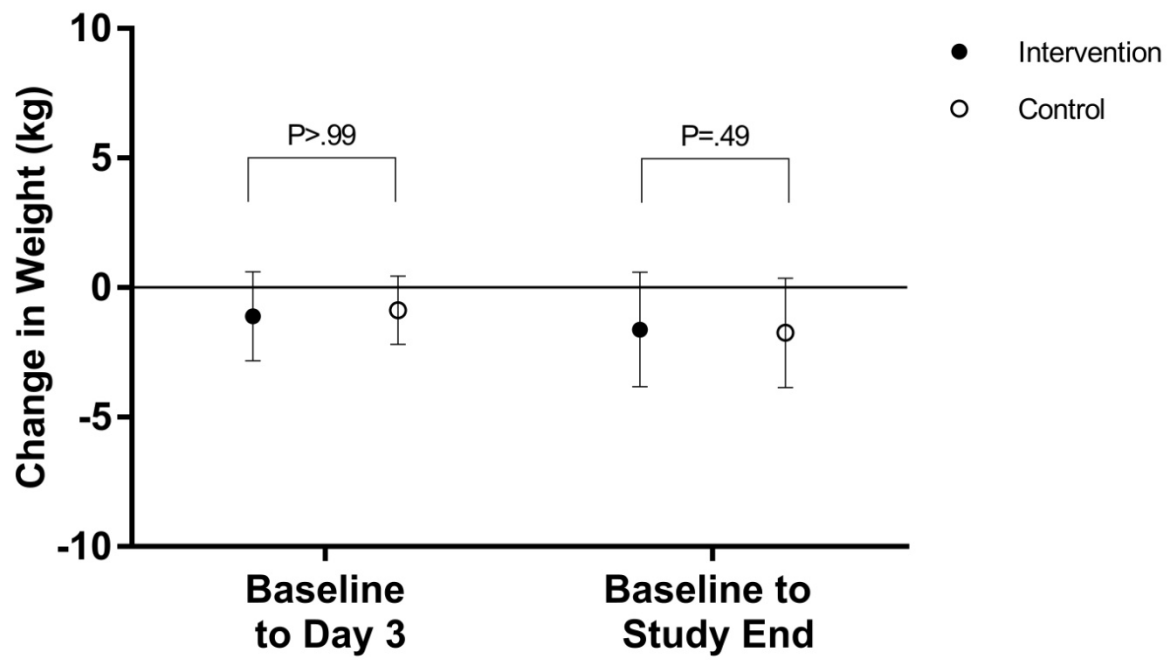 10
5
0
-5
-10
Change in Weight (kg)
P>.99
P=.49
Intervention
Control
Baseline
to Day 3
Baseline to
Study End